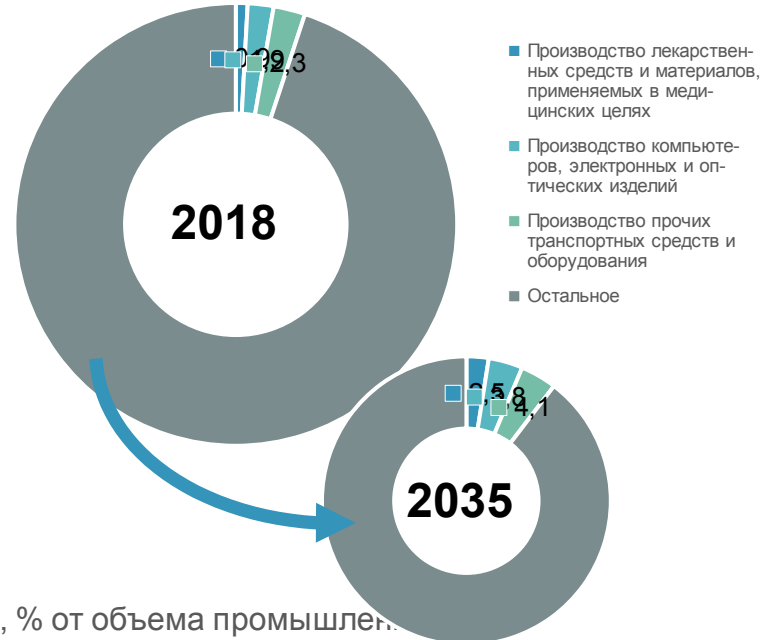 2,3
Производство лекарствен-
ных средств и материалов,
применяемых в меди-
цинских целях
Производство компьюте-
ров, электронных и оп-
тических изделий
Производство прочих
транспортных средств и
оборудования
Остальное
2018
4,1
2035
, % от объема